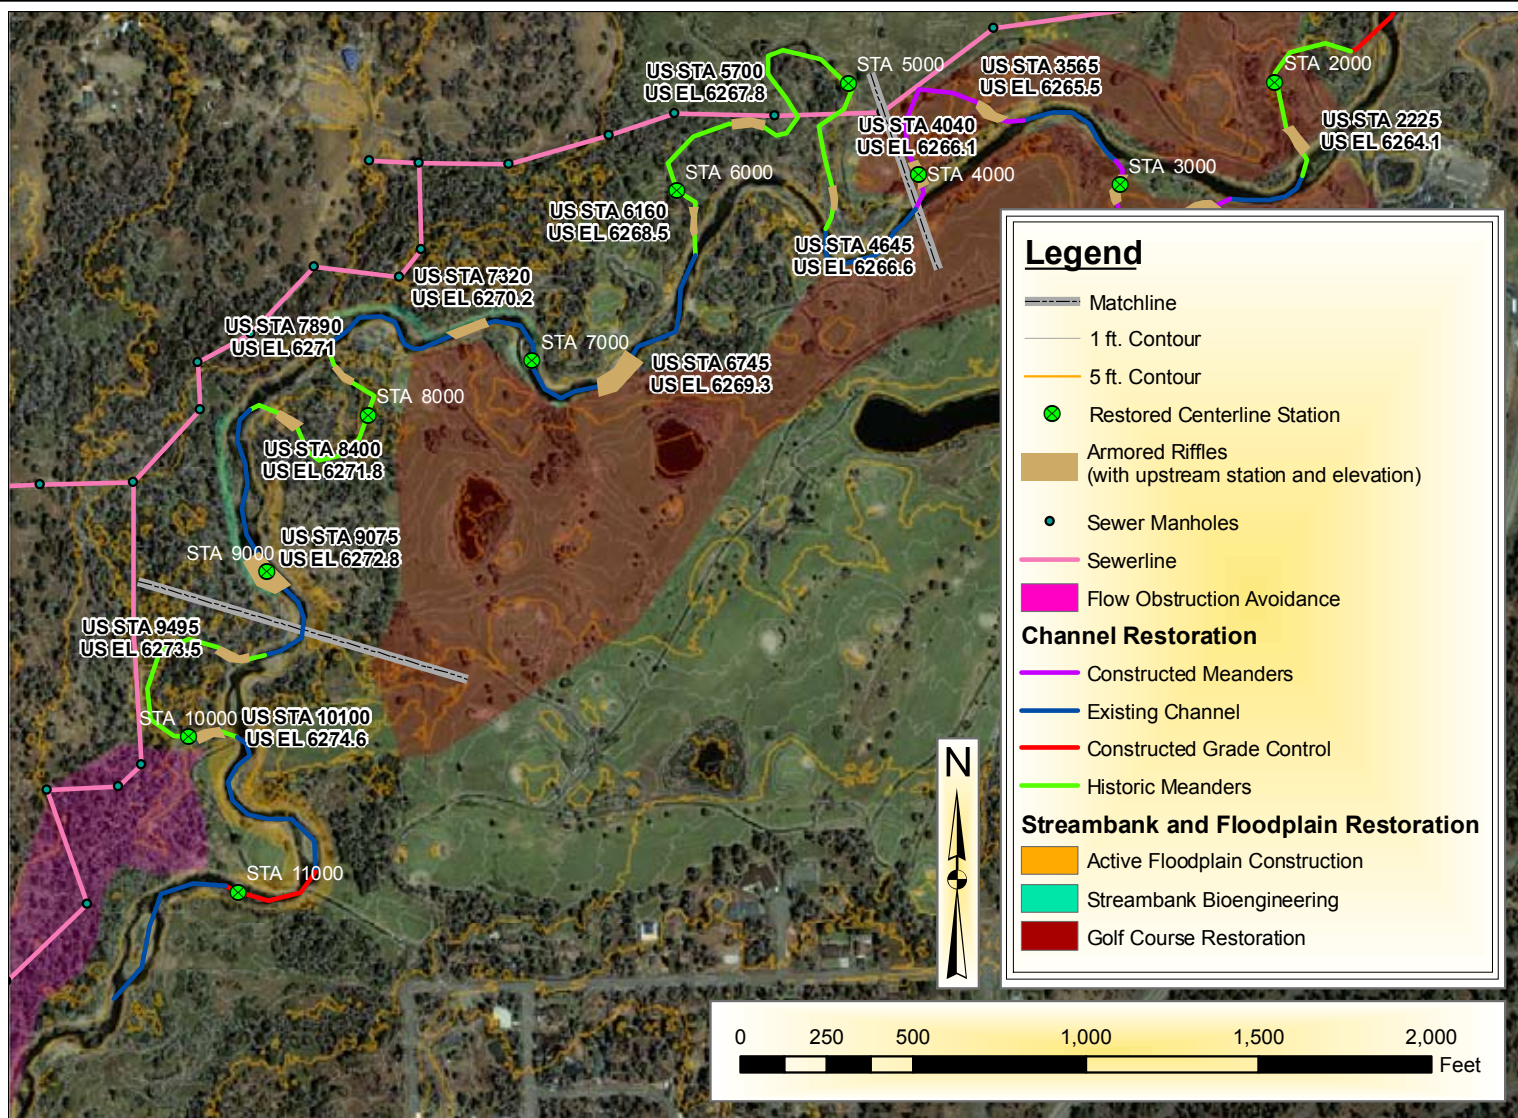 US STA 5700
US EL 6267.8
STA 5000
US STA 3565
US EL 6265.5
STA 2000
US STA 4040
US EL 6266.1
US STA 2225
US EL 6264.1
STA 6000
STA 4000
STA 3000
US STA 6160
US EL 6268.5
US STA 4645
US EL 6266.6
US STA 7320
US EL 6270.2
US STA 7890
US EL 6271
STA 7000
US STA 6745
US EL 6269.3
STA 8000
US STA 8400
US EL 6271.8
STA 9000
US STA 9075
US EL 6272.8
US STA 9495
US EL 6273.5
STA 10000
US STA 10100
US EL 6274.6
STA 11000
Legend
Matchline
1 ft. Contour
5 ft. Contour
Restored Centerline Station
Armored Riffles
(with upstream station and elevation)
Sewer Manholes
Sewerline
Flow Obstruction Avoidance
Channel Restoration
Constructed Meanders
Existing Channel
Constructed Grade Control
Historic Meanders
Streambank and Floodplain Restoration
Active Floodplain Construction
Streambank Bioengineering
Golf Course Restoration
N
0 250 500 1,000 1,500 2,000
Feet